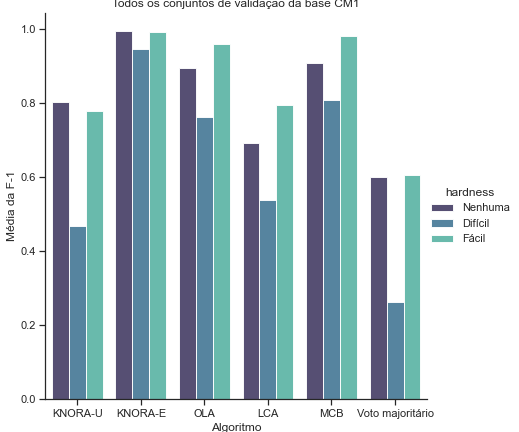 Todos os conjuntos de validação da base CM1
1.0
0.8
0.6
0.4
0.2
0.0
Média da F-1
KNORA-U KNORA-E OLA LCA MCB Voto majoritário
Algoritmo
hardness
Nenhuma
Difícil
Fácil